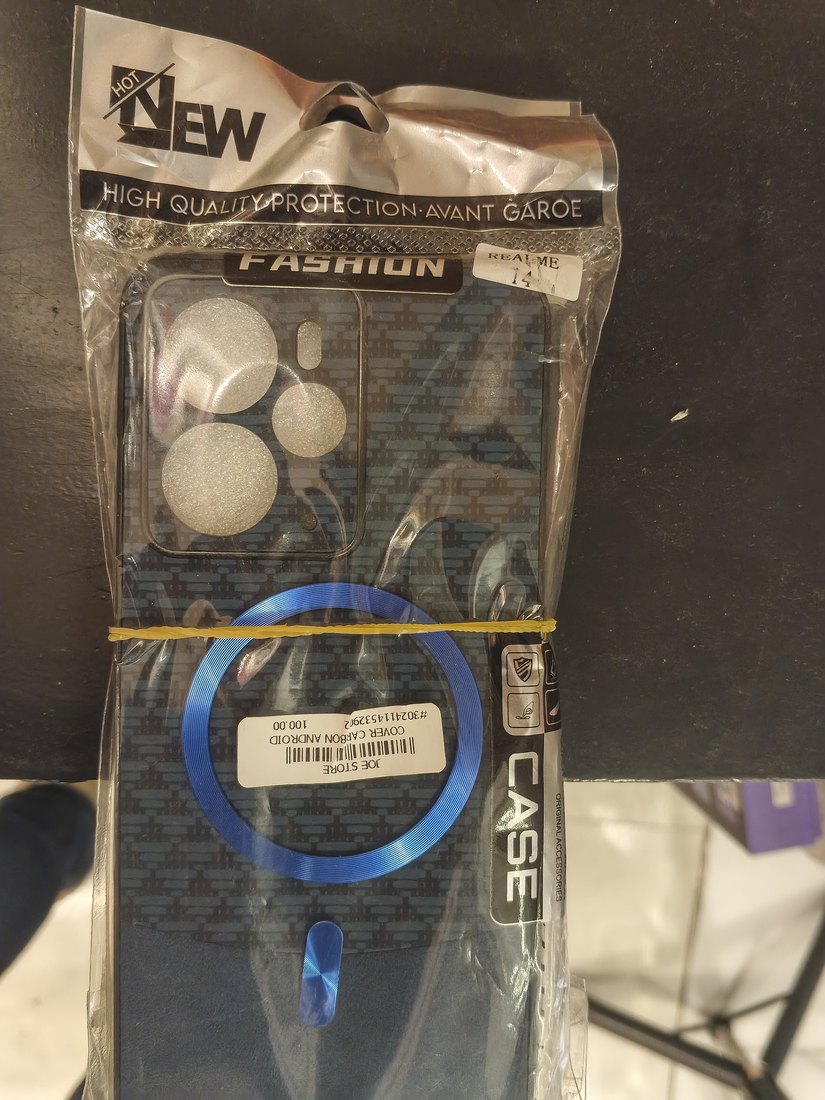 HOT
NEW
HIGH QUALITY·PROTECTION·AVANT GAROE
FASHION
REALME
14
JOE STORE
COVER CARBON ANDROID
100.00
CASE
ORIGINAL ACCESSORIES